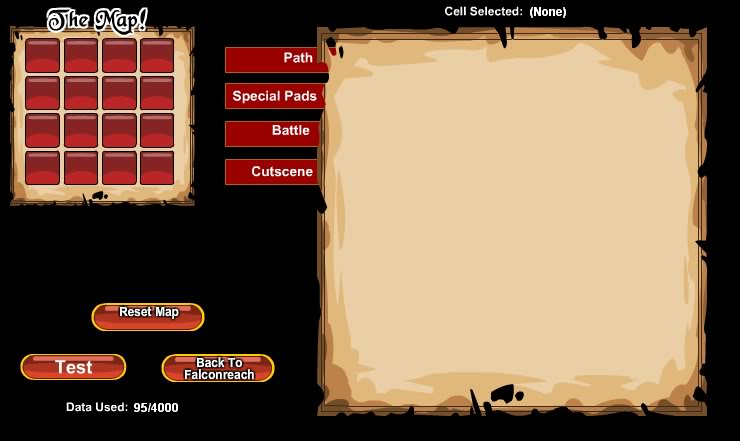 The Map!
Cell Selected: (None)
Path
Special Pads
Battle
Cutscene
Reset Map
Test
Back To
Falconreach
Data Used: 95/4000